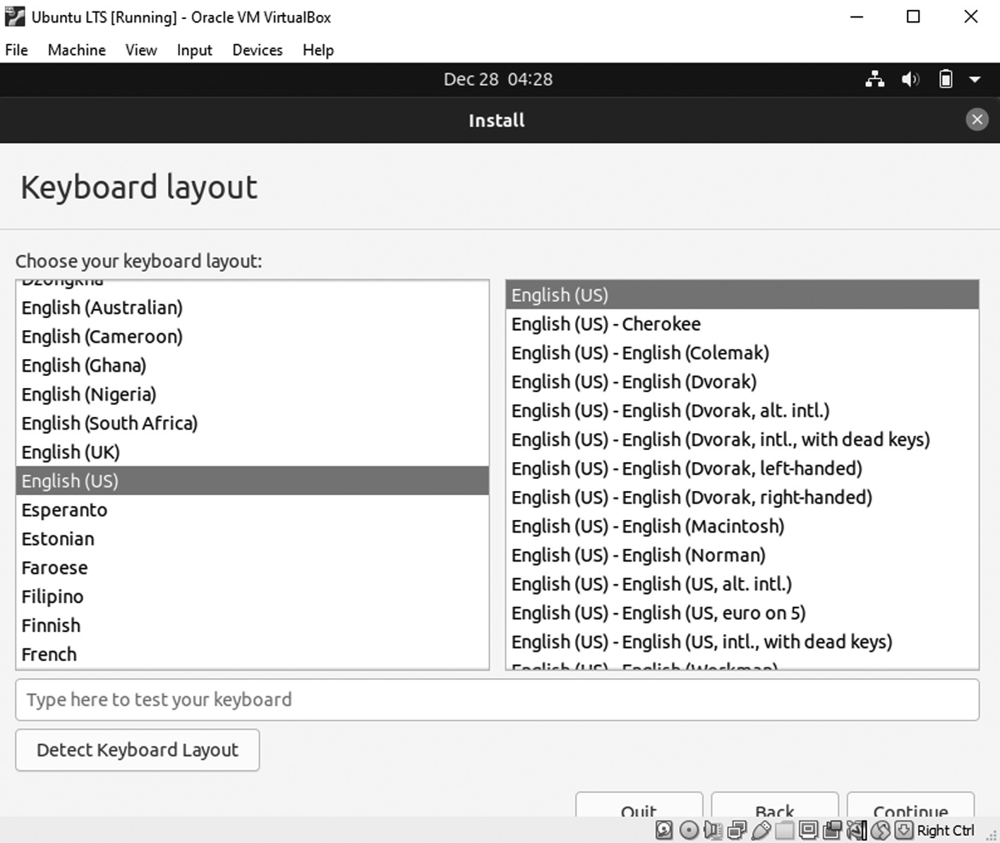 Ubuntu LTS [Running] - Oracle VM VirtualBox
File Machine View Input Devices Help
Dec 28 04:28
Install
Keyboard layout
Choose your keyboard layout:
Dzongkha
English (Australian)
English (Cameroon)
English (Ghana)
English (Nigeria)
English (South Africa)
English (UK)
English (US)
Esperanto
Estonian
Faroese
Filipino
Finnish
French
English (US)
English (US) - Cherokee
English (US) - English (Colemak)
English (US) - English (Dvorak)
English (US) - English (Dvorak, alt. intl.)
English (US) - English (Dvorak, intl., with dead keys)
English (US) - English (Dvorak, left-handed)
English (US) - English (Dvorak, right-handed)
English (US) - English (Macintosh)
English (US) - English (Norman)
English (US) - English (US, alt. intl.)
English (US) - English (US, euro on 5)
English (US) - English (US, intl., with dead keys)
English (US) - English (Workman)
Type here to test your keyboard
Detect Keyboard Layout
Quit Back Continue
Right Ctrl